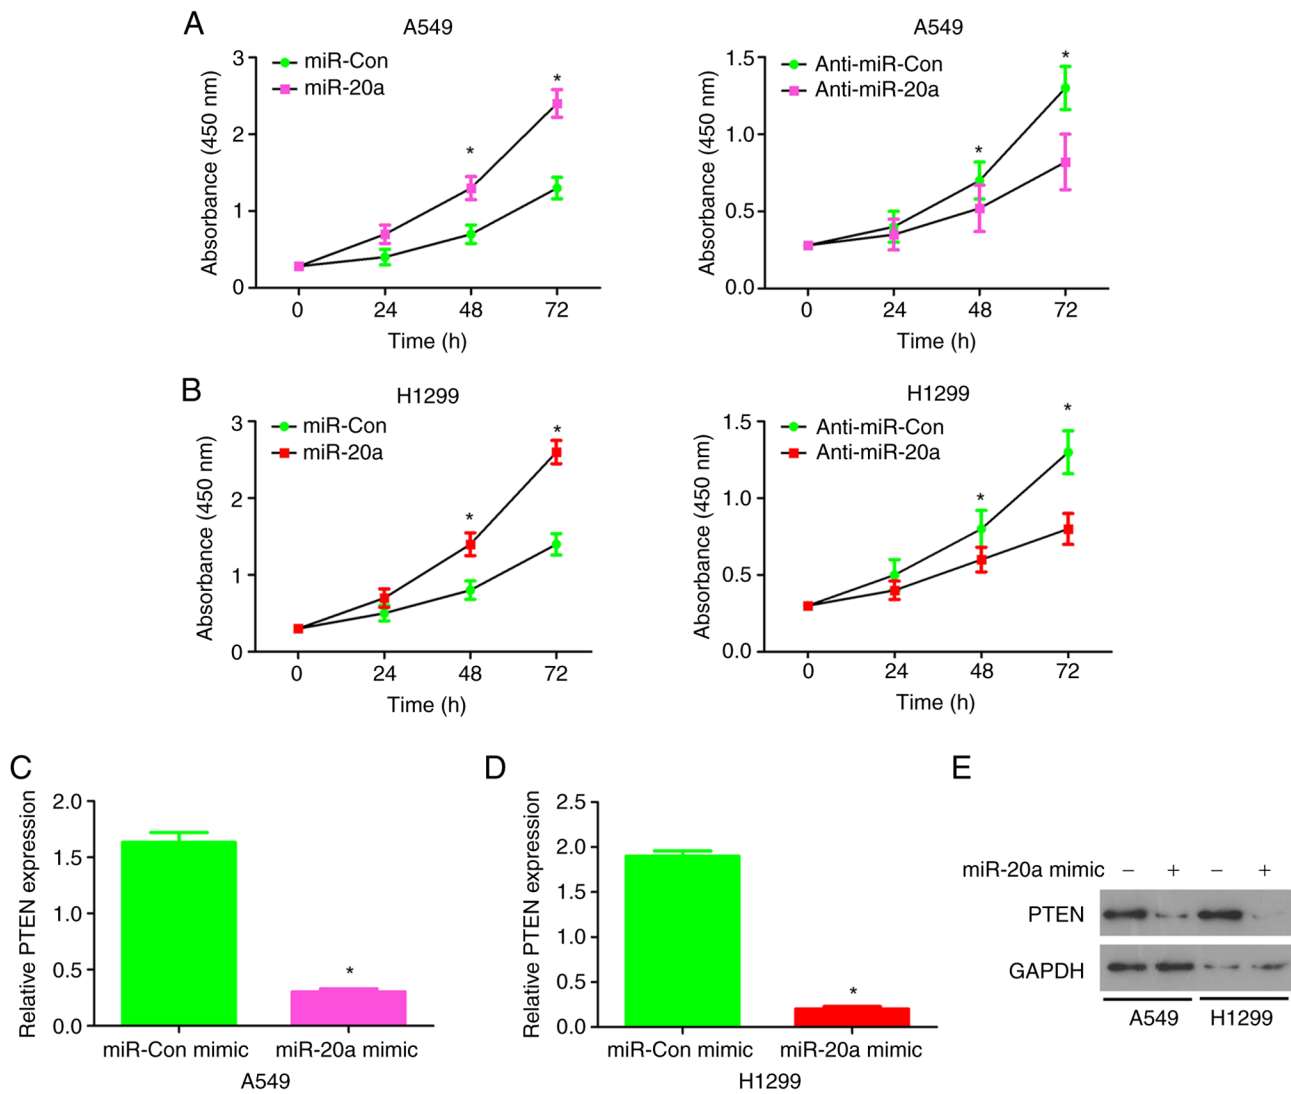 A
A549
miR-Con
miR-20a
Absorbance (450 nm)
3
2
1
0
*
*
0 24 48 72
Time (h)
A549
Anti-miR-Con
Anti-miR-20a
Absorbance (450 nm)
1.5
1.0
0.5
0.0
*
*
0 24 48 72
Time (h)
B
H1299
miR-Con
miR-20a
Absorbance (450 nm)
3
2
1
0
*
*
0 24 48 72
Time (h)
H1299
Anti-miR-Con
Anti-miR-20a
Absorbance (450 nm)
1.5
1.0
0.5
0.0
*
*
0 24 48 72
Time (h)
C
Relative PTEN expression
2.0
1.5
1.0
0.5
0.0
*
miR-Con mimic miR-20a mimic
A549
D
Relative PTEN expression
2.5
2.0
1.5
1.0
0.5
0.0
*
miR-Con mimic miR-20a mimic
H1299
E
miR-20a mimic – + – +
PTEN
GAPDH
A549 H1299